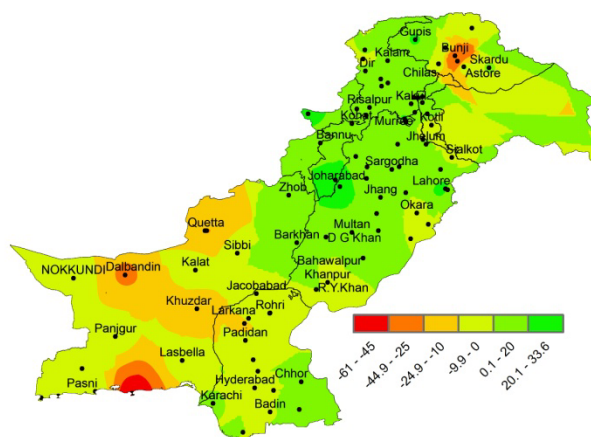 Gupis
Bunji
Kalam
Dir
Skardu
Chilas
Astore
Risalpur
Kakul
Kohat
Murree
Kotli
Bannu
Jhelum
Sialkot
Sargodha
Joharabad
Lahore
Zhob
Jhang
Okara
Quetta
Multan
Barkhan
D G Khan
Sibbi
Bahawalpur
NOKKUNDI
Dalbandin
Kalat
Khanpur
R.Y.Khan
Jacobabad
Khuzdar
Rohri
Larkana
Panjgur
Padidan
Lasbella
Pasni
Hyderabad
Chhor
Karachi
Badin
-61 - -45
-44.9 - -25
-24.9 - -10
-9.9 - 0
0.1 - 20
20.1 - 33.6